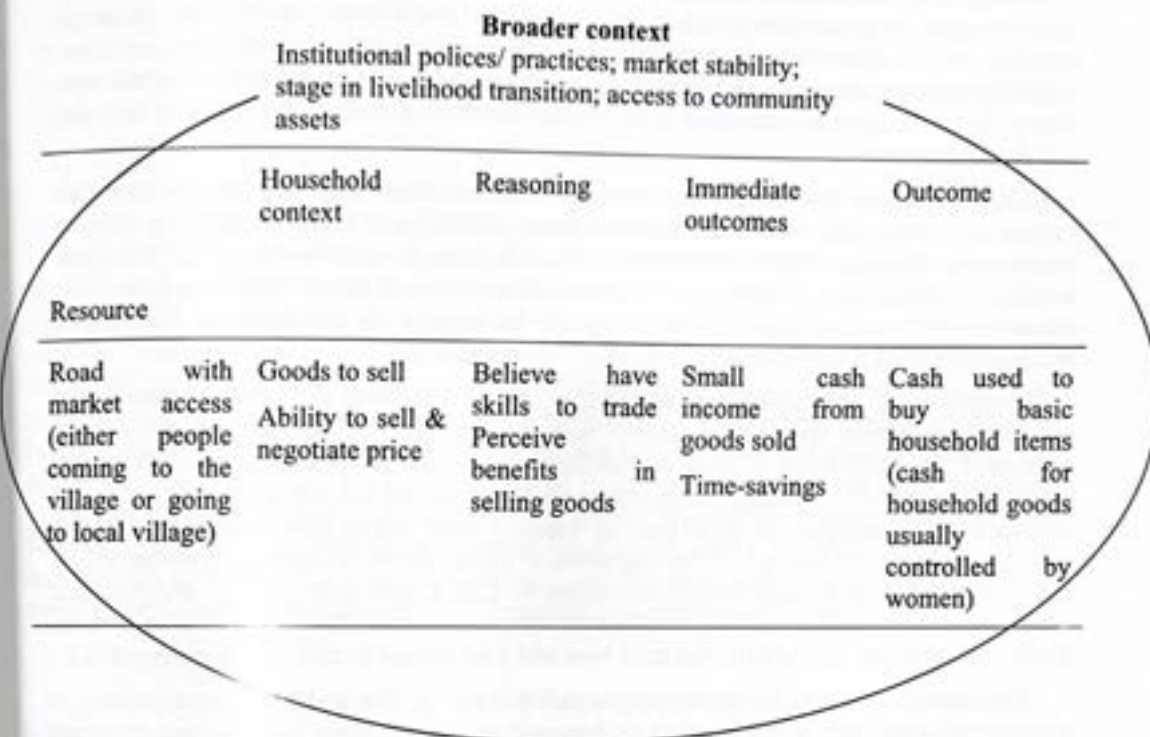 Broader context
Institutional polices/ practices; market stability;
stage in livelihood transition; access to community
assets
Household
context
Reasoning
Immediate
outcomes
Outcome
Resource
Road with
market access
(either people
coming to the
village or going
to local village)
Goods to sell
Ability to sell &
negotiate price
Believe have
skills to trade
Perceive
benefits in
selling goods
Small cash
income from
goods sold
Time-savings
Cash used to
buy basic
household items
(cash for
household goods
usually
controlled by
women)